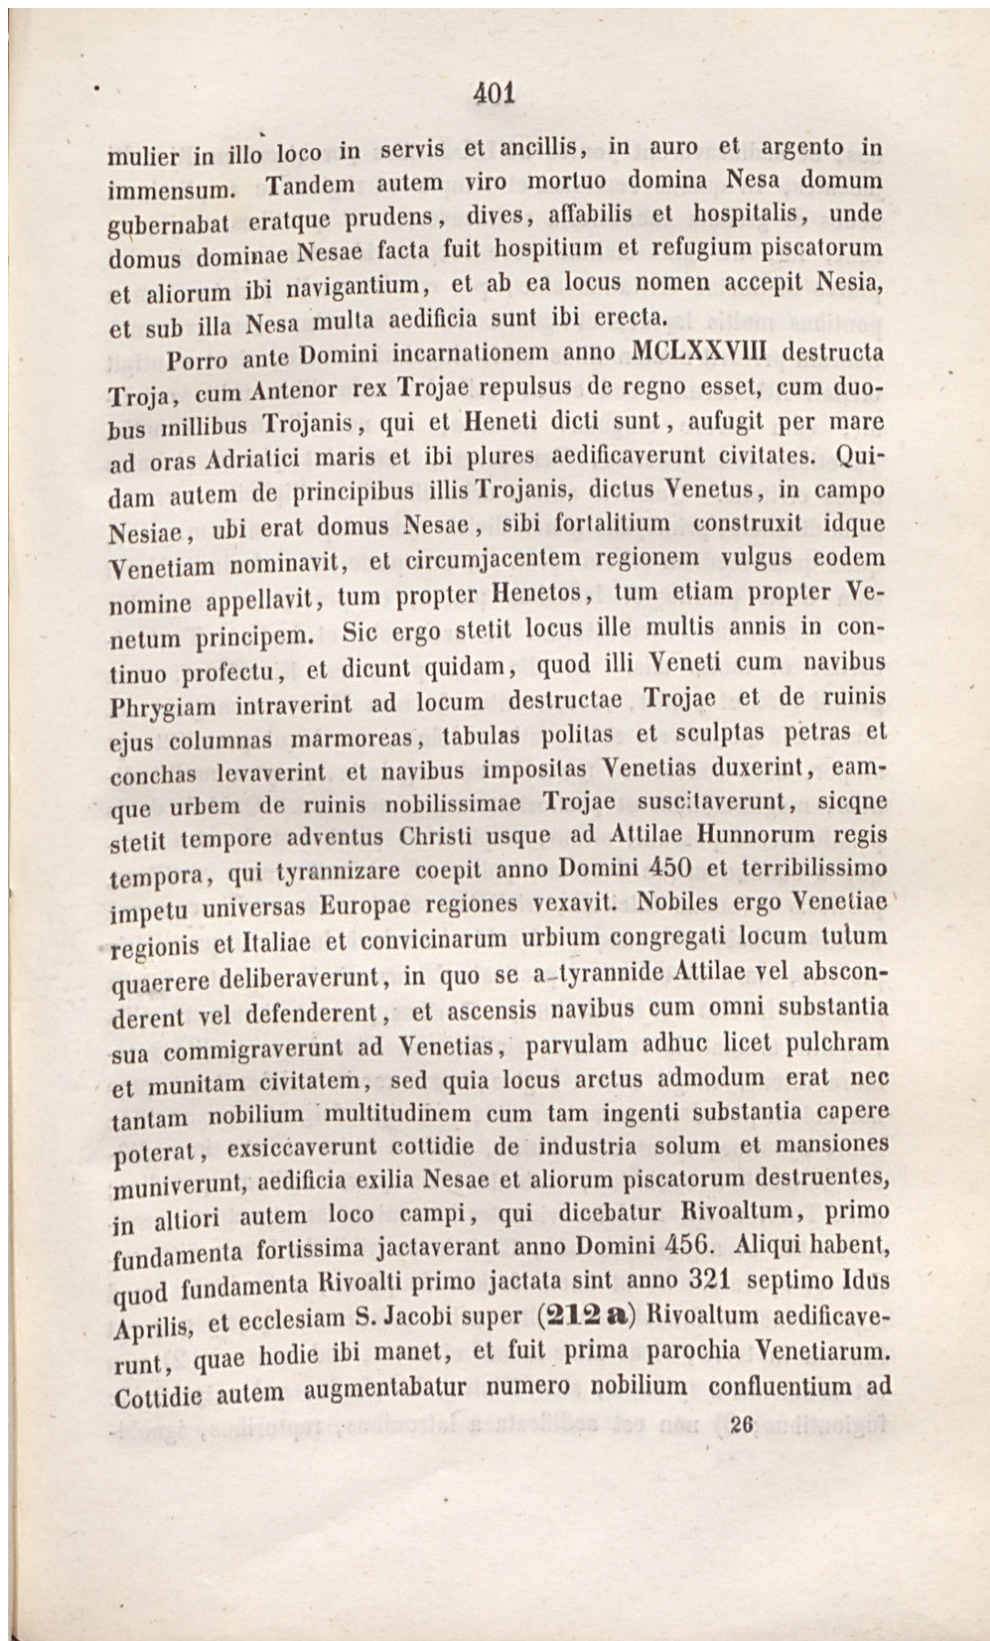 401
mulier in illo loco in servis et ancillis, in auro et argento in
immensum. Tandem autem viro mortuo domina Nesa domum
gubernabat eratque prudens, dives, affabilis et hospitalis, unde
domus dominae Nesae facta fuit hospitium et refugium piscatorum
et aliorum ibi navigantium, et ab ea locus nomen accepit Nesia,
et sub illa Nesa multa aedificia sunt ibi erecta.
Porro ante Domini incarnationem anno MCLXXVIII destructa
Troja, cum Antenor rex Trojae repulsus de regno esset, cum duo-
bus millibus Trojanis, qui et Heneti dicti sunt, aufugit per mare
ad oras Adriatici maris et ibi plures aedificaverunt civitates. Qui-
dam autem de principibus illis Trojanis, dictus Venetus, in campo
Nesiae, ubi erat domus Nesae, sibi fortalitium construxit idque
Venetiam nominavit, et circumjacentem regionem vulgus eodem
nomine appellavit, tum propter Henetos, tum etiam propter Ve-
netum principem. Sic ergo stetit locus ille multis annis in con-
tinuo profectu, et dicunt quidam, quod illi Veneti cum navibus
Phrygiam intraverint ad locum destructae Trojae et de ruinis
ejus columnas marmoreas, tabulas politas et sculptas petras et
conchas levaverint et navibus impositas Venetias duxerint, eam-
que urbem de ruinis nobilissimae Trojae suscitaverunt, sicqne
stetit tempore adventus Christi usque ad Attilae Hunnorum regis
tempora, qui tyrannizare coepit anno Domini 450 et terribilissimo
impetu universas Europae regiones vexavit. Nobiles ergo Venetiae
regionis et Italiae et convicinarum urbium congregati locum tutum
quaerere deliberaverunt, in quo se a tyrannide Attilae vel abscon-
derent vel defenderent, et ascensis navibus cum omni substantia
sua commigraverunt ad Venetias, parvulam adhuc licet pulchram
et munitam civitatem, sed quia locus arctus admodum erat nec
tantam nobilium multitudinem cum tam ingenti substantia capere
poterat, exsiccaverunt cottidie de industria solum et mansiones
muniverunt, aedificia exilia Nesae et aliorum piscatorum destruentes,
in altiori autem loco campi, qui dicebatur Rivoaltum, primo
fundamenta fortissima jactaverant anno Domini 456. Aliqui habent,
quod fundamenta Rivoalti primo jactata sint anno 321 septimo Idus
Aprilis, et ecclesiam S. Jacobi super (212 a) Rivoaltum aedificave-
runt, quae hodie ibi manet, et fuit prima parochia Venetiarum.
Cottidie autem augmentabatur numero nobilium confluentium ad
26